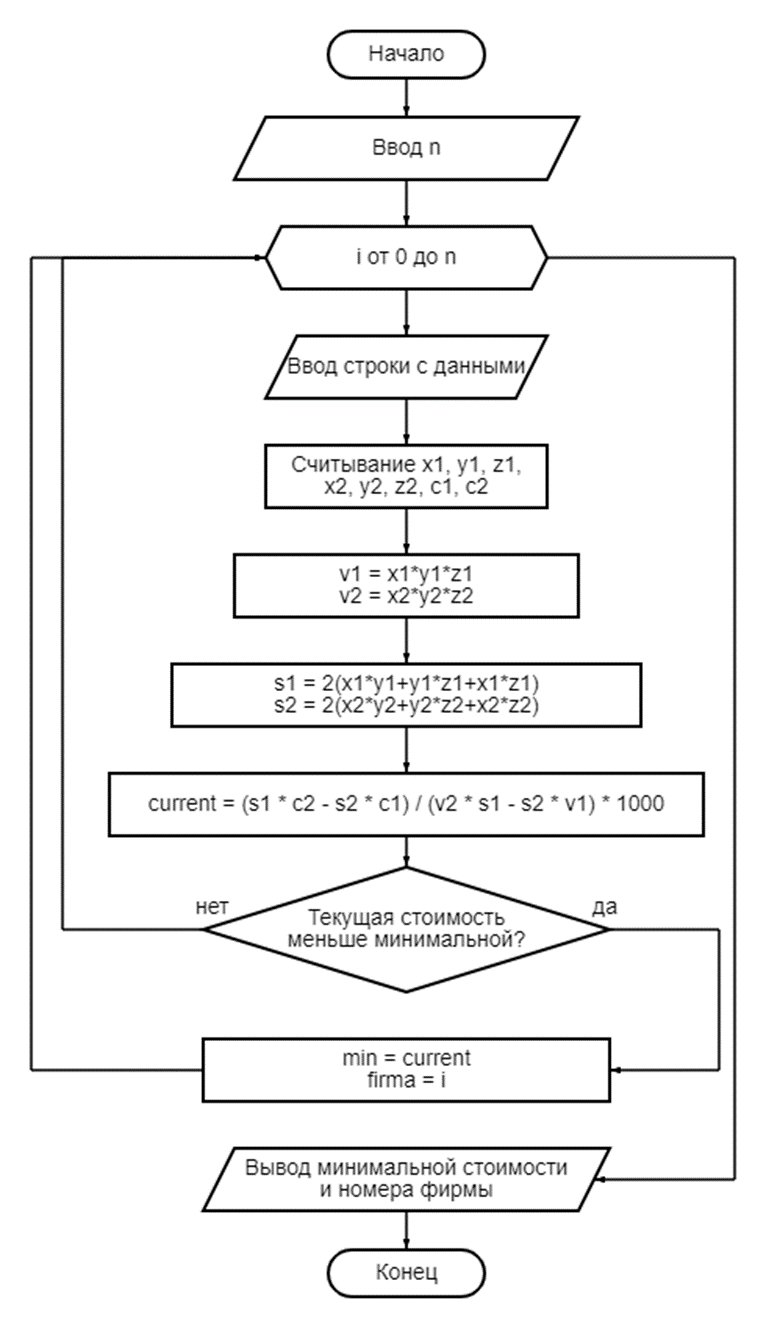 Начало
Ввод n
i от 0 до n
Ввод строки с данными
Считывание x1, y1, z1,
x2, y2, z2, c1, c2
v1 = x1*y1*z1
v2 = x2*y2*z2
s1 = 2(x1*y1+y1*z1+x1*z1)
s2 = 2(x2*y2+y2*z2+x2*z2)
current = (s1 * c2 - s2 * c1) / (v2 * s1 - s2 * v1) * 1000
нет
да
Текущая стоимость
меньше минимальной?
min = current
firma = i
Вывод минимальной стоимости
и номера фирмы
Конец